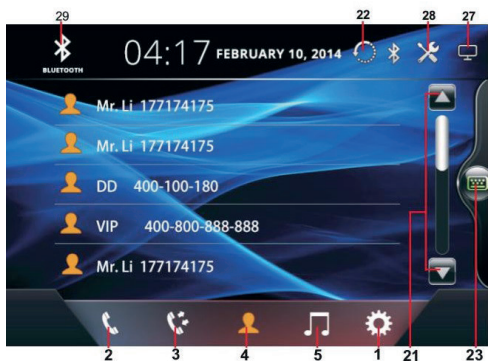 29 22 28 27
BLUETOOTH 04:17 FEBRUARY 10, 2014
Mr. Li 177174175
Mr. Li 177174175
DD 400-100-180
VIP 400-800-888-888
Mr. Li 177174175
2 3 4 5 1 21 23